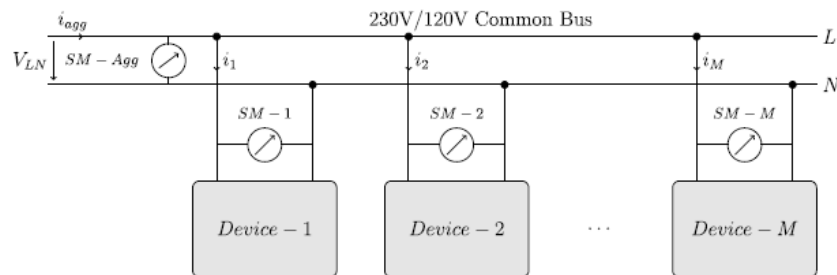 i_agg 230V/120V Common Bus L
V_LN SM-Agg i_1 i_2 i_M
N
SM-1 SM-2 SM-M
Device-1 Device-2 ... Device-M